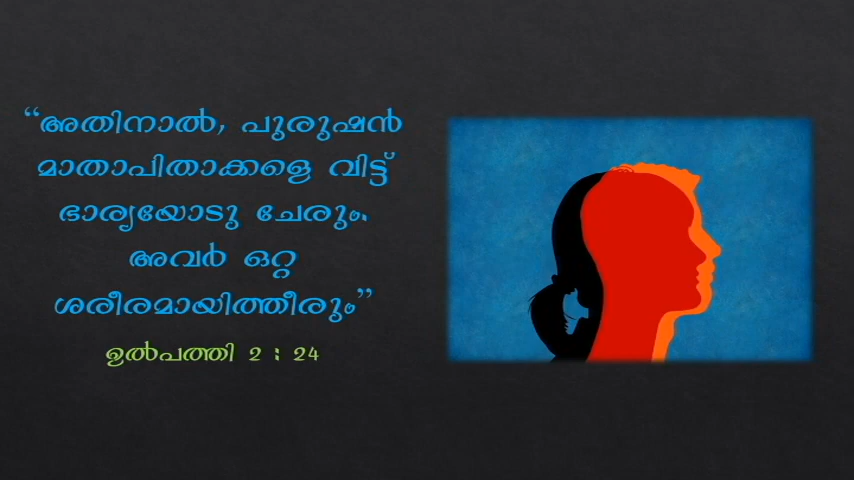 “അതിനാൽ, പുരുഷൻ
മാതാപിതാക്കളെ വിട്ട്
ഭാര്യയോടു ചേരും.
അവർ ഒറ്റ
ശരീരമായിത്തീരും”
ഉൽപത്തി 2 : 24